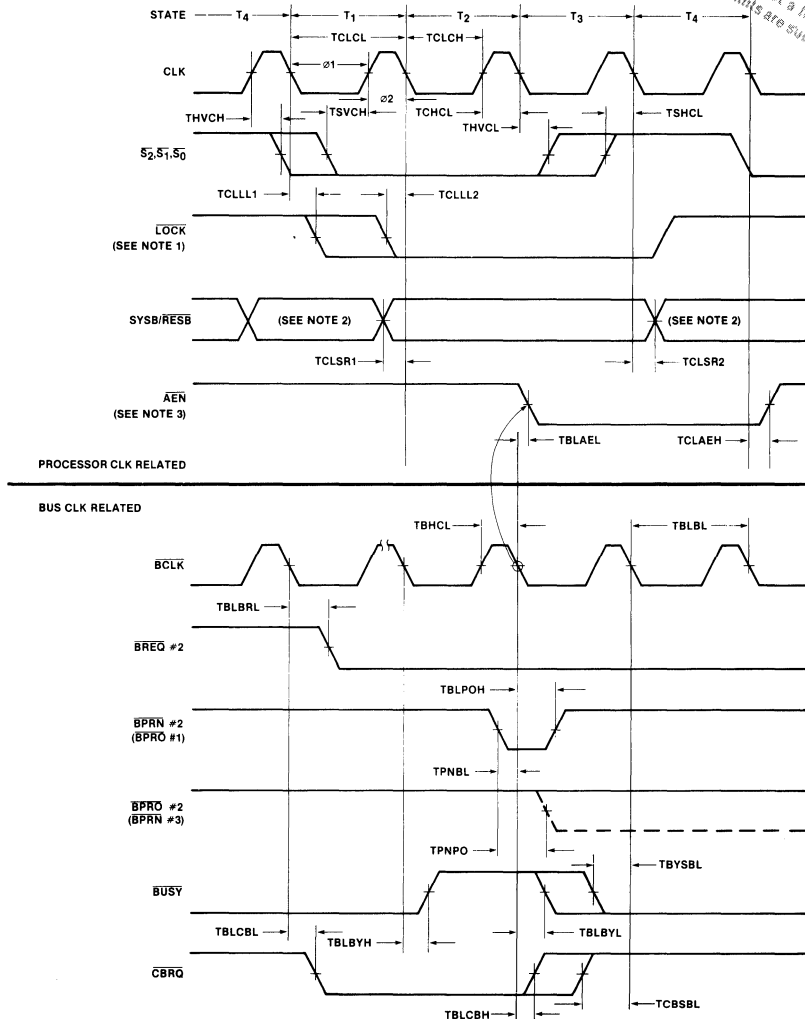 STATE T4 T1 T2 T3 T4
TCLCL TCLCH
CLK
ø1
ø2
THVCH TSVCH TCHCL THVCL TSHCL
S2,S1,S0
TCLLL1 TCLLL2
LOCK
(SEE NOTE 1)
SYSB/RESB (SEE NOTE 2) (SEE NOTE 2)
TCLSR1 TCLSR2
AEN
(SEE NOTE 3)
TBLAEL TCLAEH
PROCESSOR CLK RELATED
BUS CLK RELATED
TBHCL TBLBL
BCLK
TBLBRL
BREQ #2
TBLPOH
BPRN #2
(BPRO #1)
TPNBL
BPRO #2
(BPRN #3)
TPNPO TBYSBL
BUSY
TBLCBL TBLBYH TBLBYL
CBRQ
TBLCBH TCBSBL